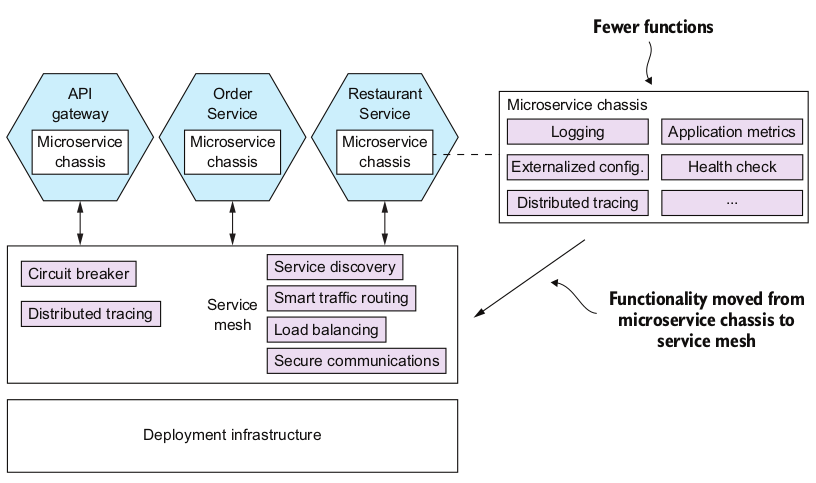 Fewer functions
API
gateway
Microservice
chassis
Order
Service
Microservice
chassis
Restaurant
Service
Microservice
chassis
Microservice chassis
Logging
Application metrics
Externalized config.
Health check
Distributed tracing
...
Circuit breaker
Distributed tracing
Service
mesh
Service discovery
Smart traffic routing
Load balancing
Secure communications
Functionality moved from
microservice chassis to
service mesh
Deployment infrastructure